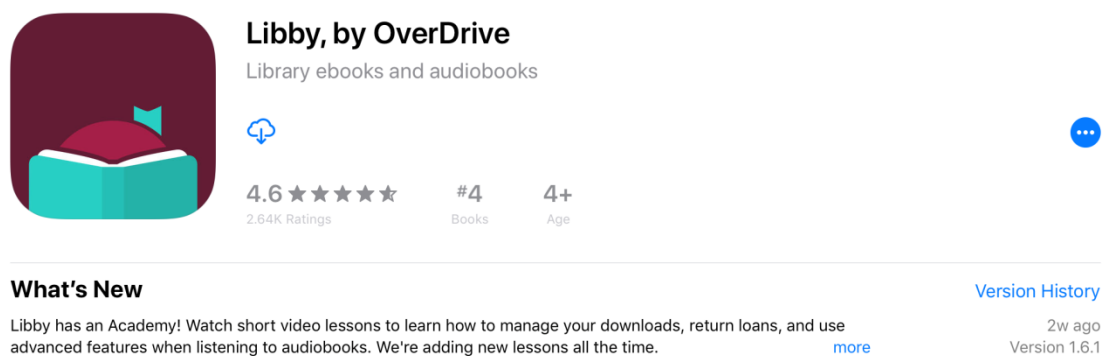 Libby, by OverDrive
Library ebooks and audiobooks
4.6 #4 4+
2.64K Ratings Books Age
What's New Version History
Libby has an Academy! Watch short video lessons to learn how to manage your downloads, return loans, and use 2w ago
advanced features when listening to audiobooks. We're adding new lessons all the time. more Version 1.6.1